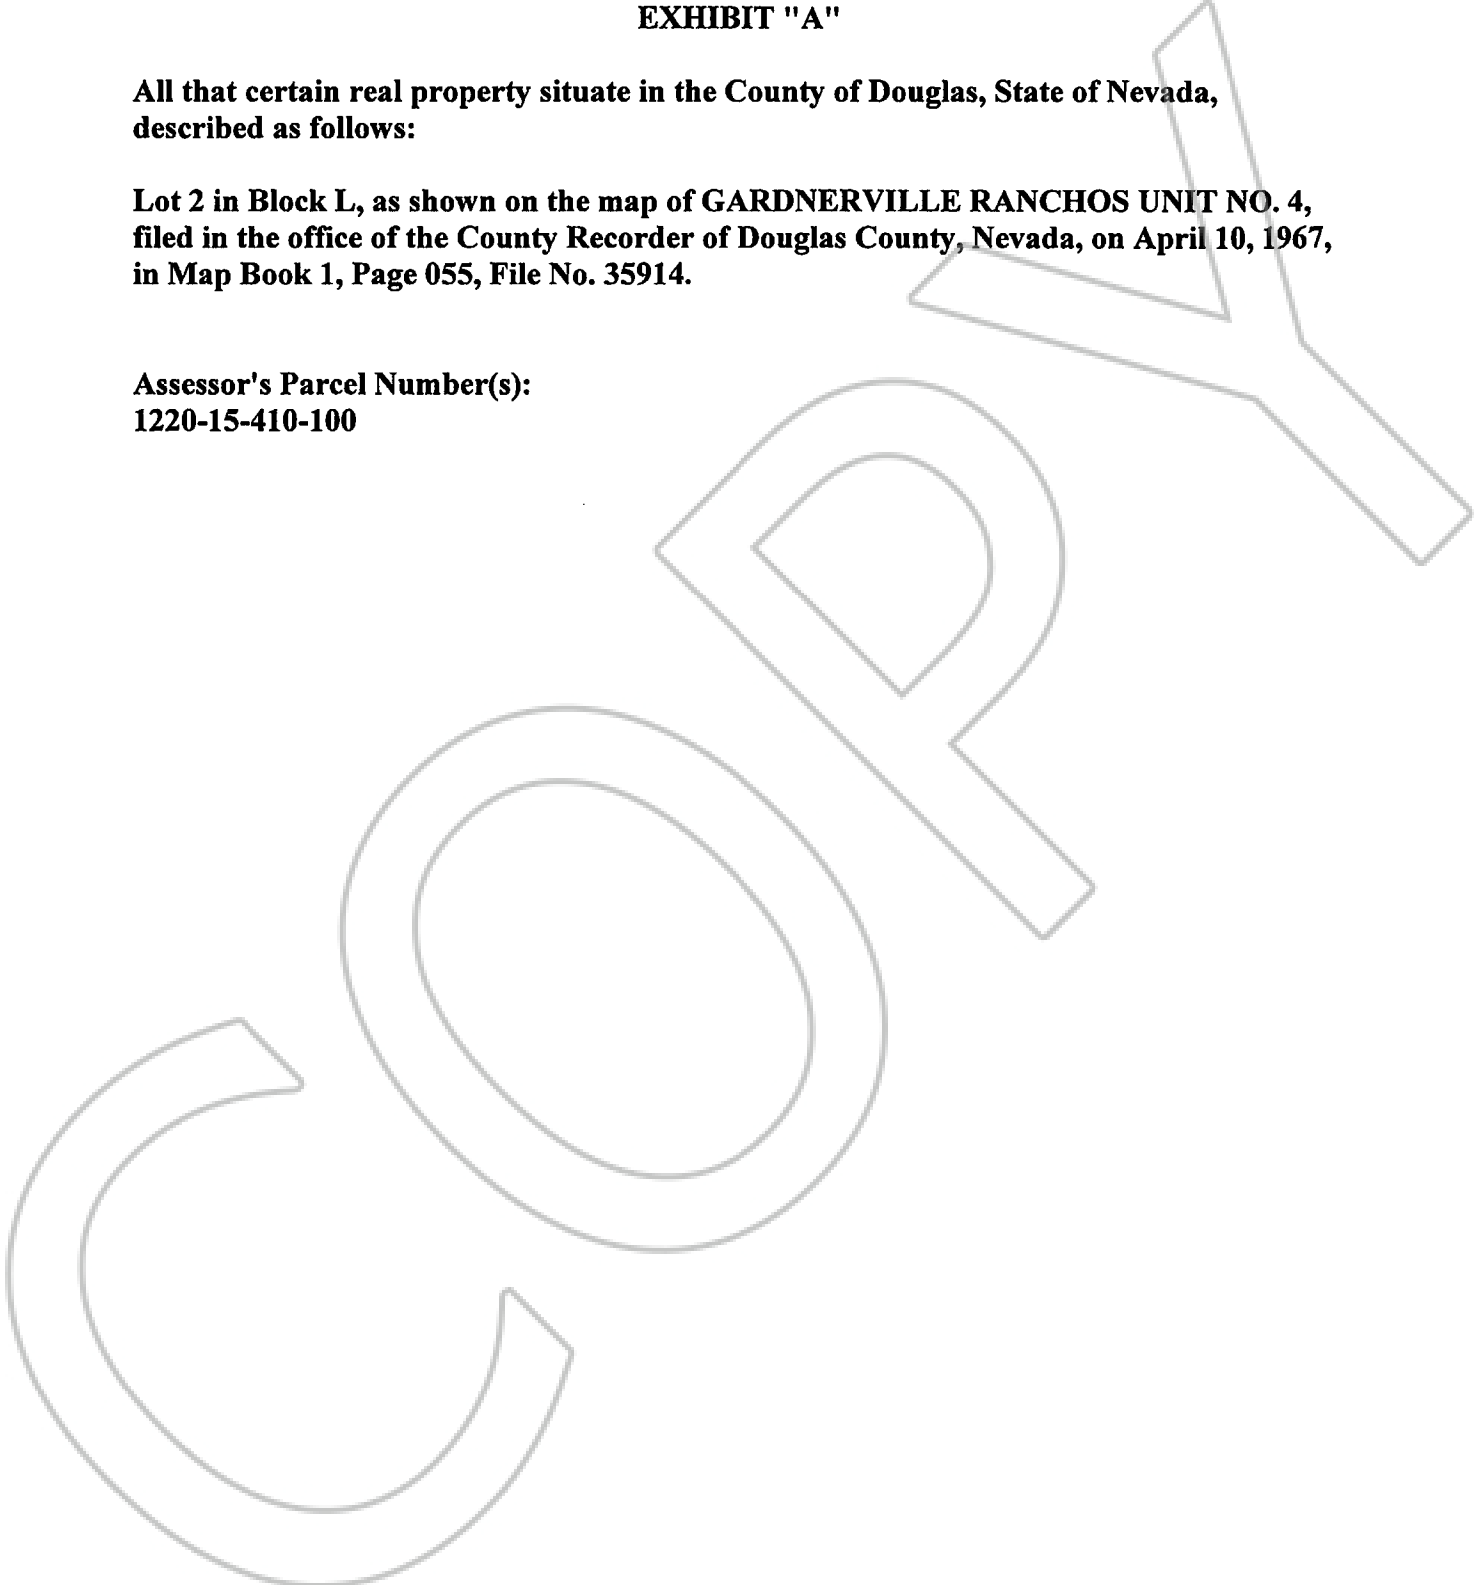 EXHIBIT "A"
All that certain real property situate in the County of Douglas, State of Nevada,
described as follows:
Lot 2 in Block L, as shown on the map of GARDNERVILLE RANCHOS UNIT NO. 4,
filed in the office of the County Recorder of Douglas County, Nevada, on April 10, 1967,
in Map Book 1, Page 055, File No. 35914.
Assessor's Parcel Number(s):
1220-15-410-100
COPY